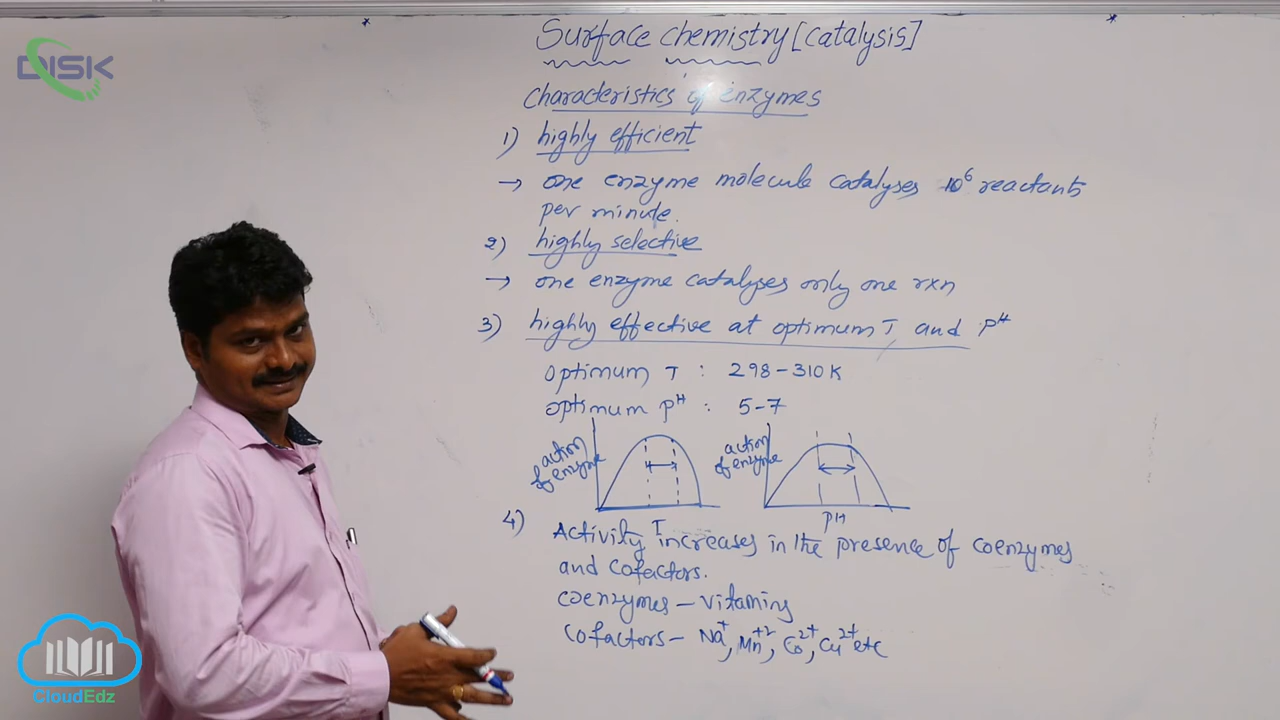 DISK
Surface chemistry [catalysis]
Characteristics of enzymes
1) highly efficient
→ one enzyme molecule catalyses 10⁶ reactants
per minute.
2) highly selective
→ one enzyme catalyses only one rxn
3) highly effective at optimum T and pH
optimum T : 298-310K
optimum pH : 5-7
action
of enzyme
T
action
of enzyme
pH
4) Activity increases in the presence of coenzymes
and cofactors.
coenzymes - vitamins
cofactors - Na⁺, Mn⁺², Co²⁺, Cu²⁺ etc
CloudEdz